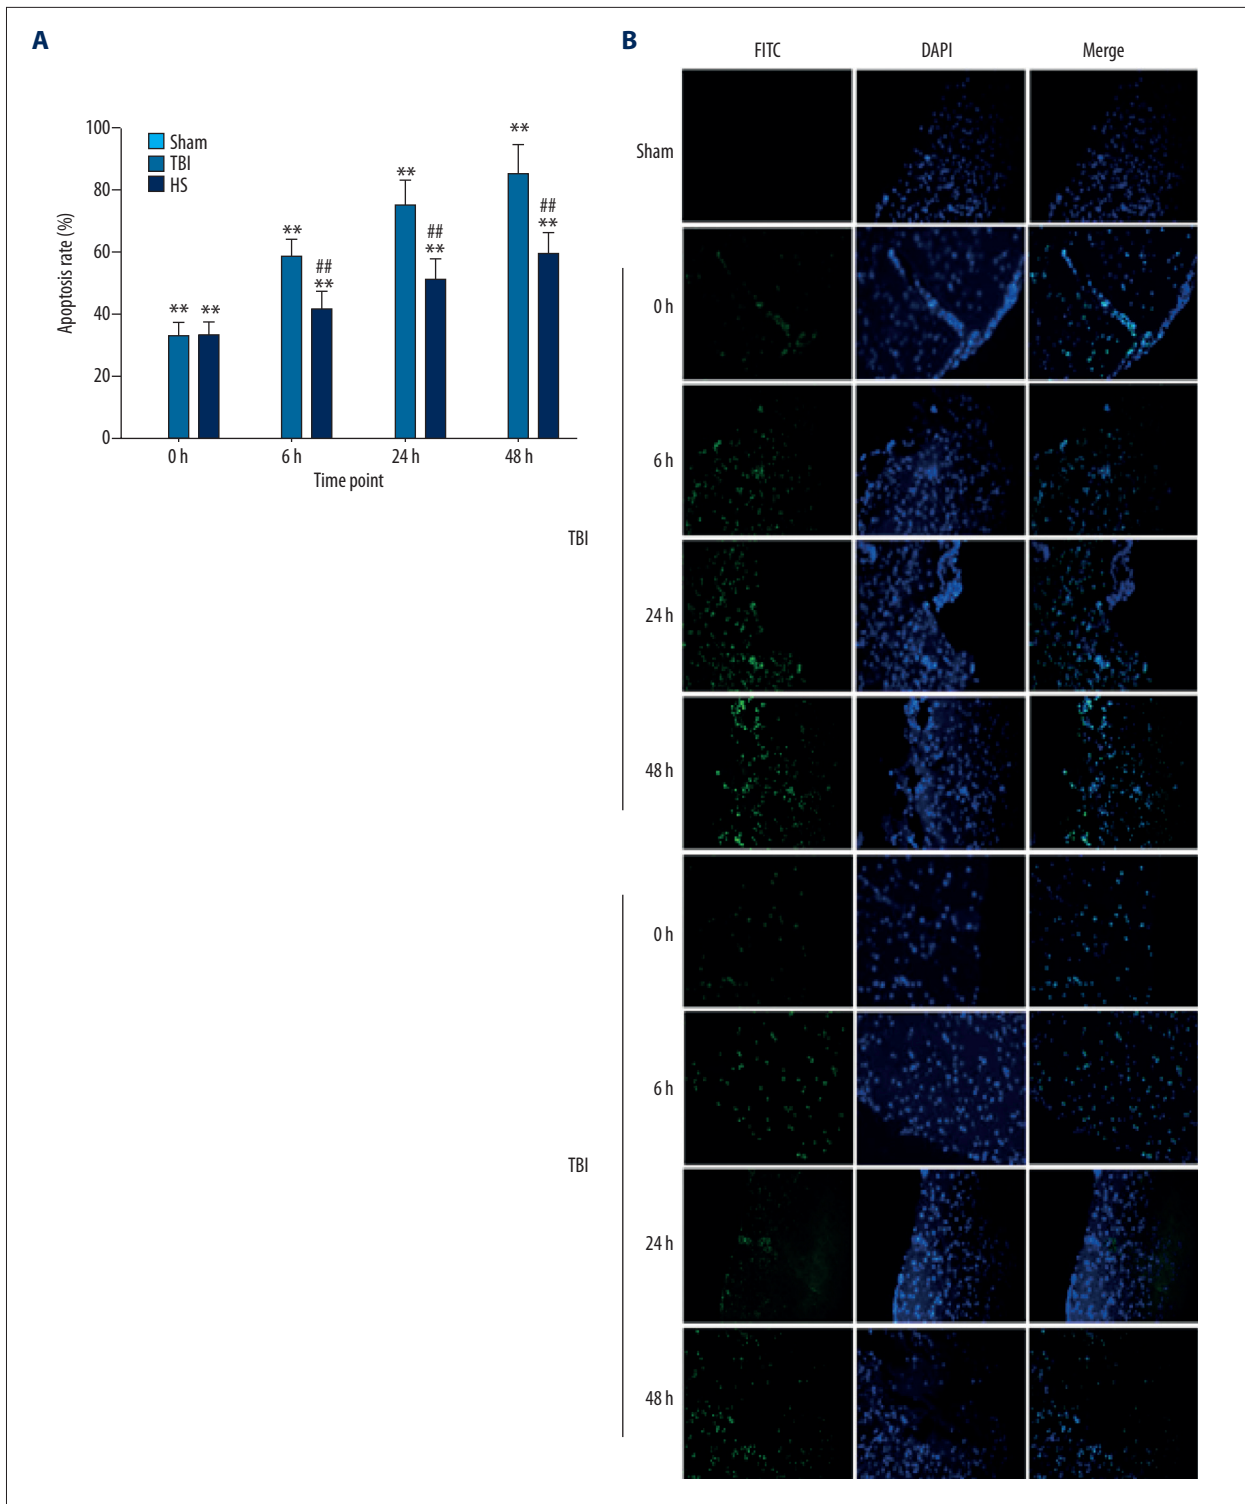 A
100
80
60
40
20
0
Apoptosis rate (%)
Sham
TBI
HS
** **
** ## **
** ## **
** ## **
0 h 6 h 24 h 48 h
Time point
B
FITC DAPI Merge
Sham
TBI
0 h
6 h
24 h
48 h
TBI
0 h
6 h
24 h
48 h